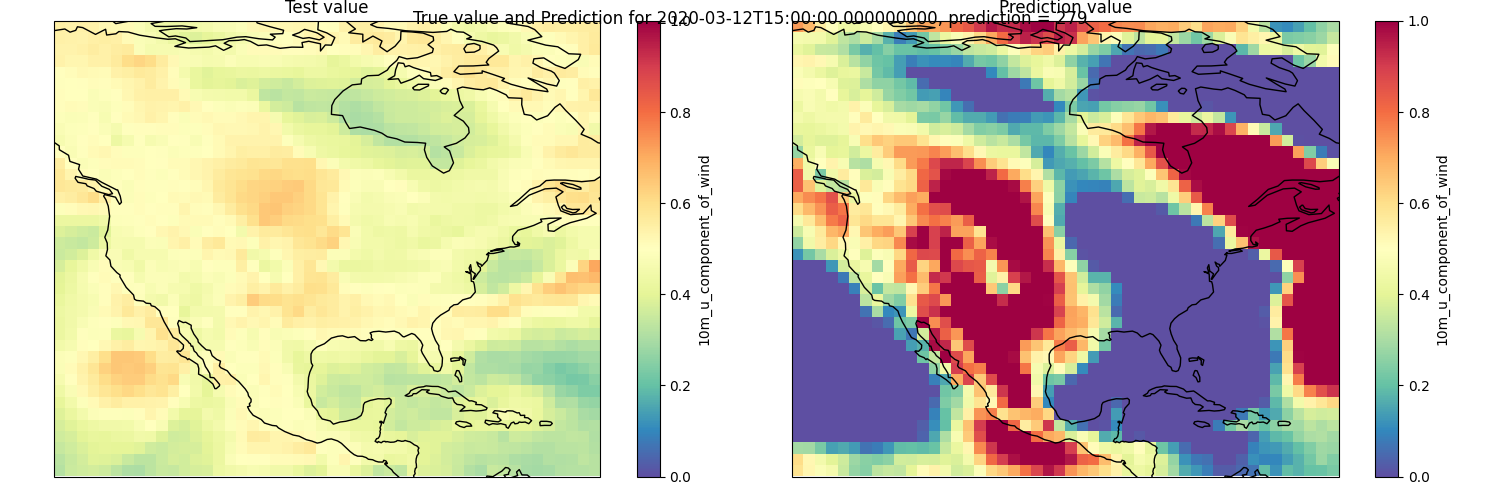 Test value
True value and Prediction for 2020-03-12T15:00:00.000000000, prediction = 279
Prediction value
1.0
0.8
0.6
0.4
0.2
0.0
10m_u_component_of_wind
1.0
0.8
0.6
0.4
0.2
0.0
10m_u_component_of_wind